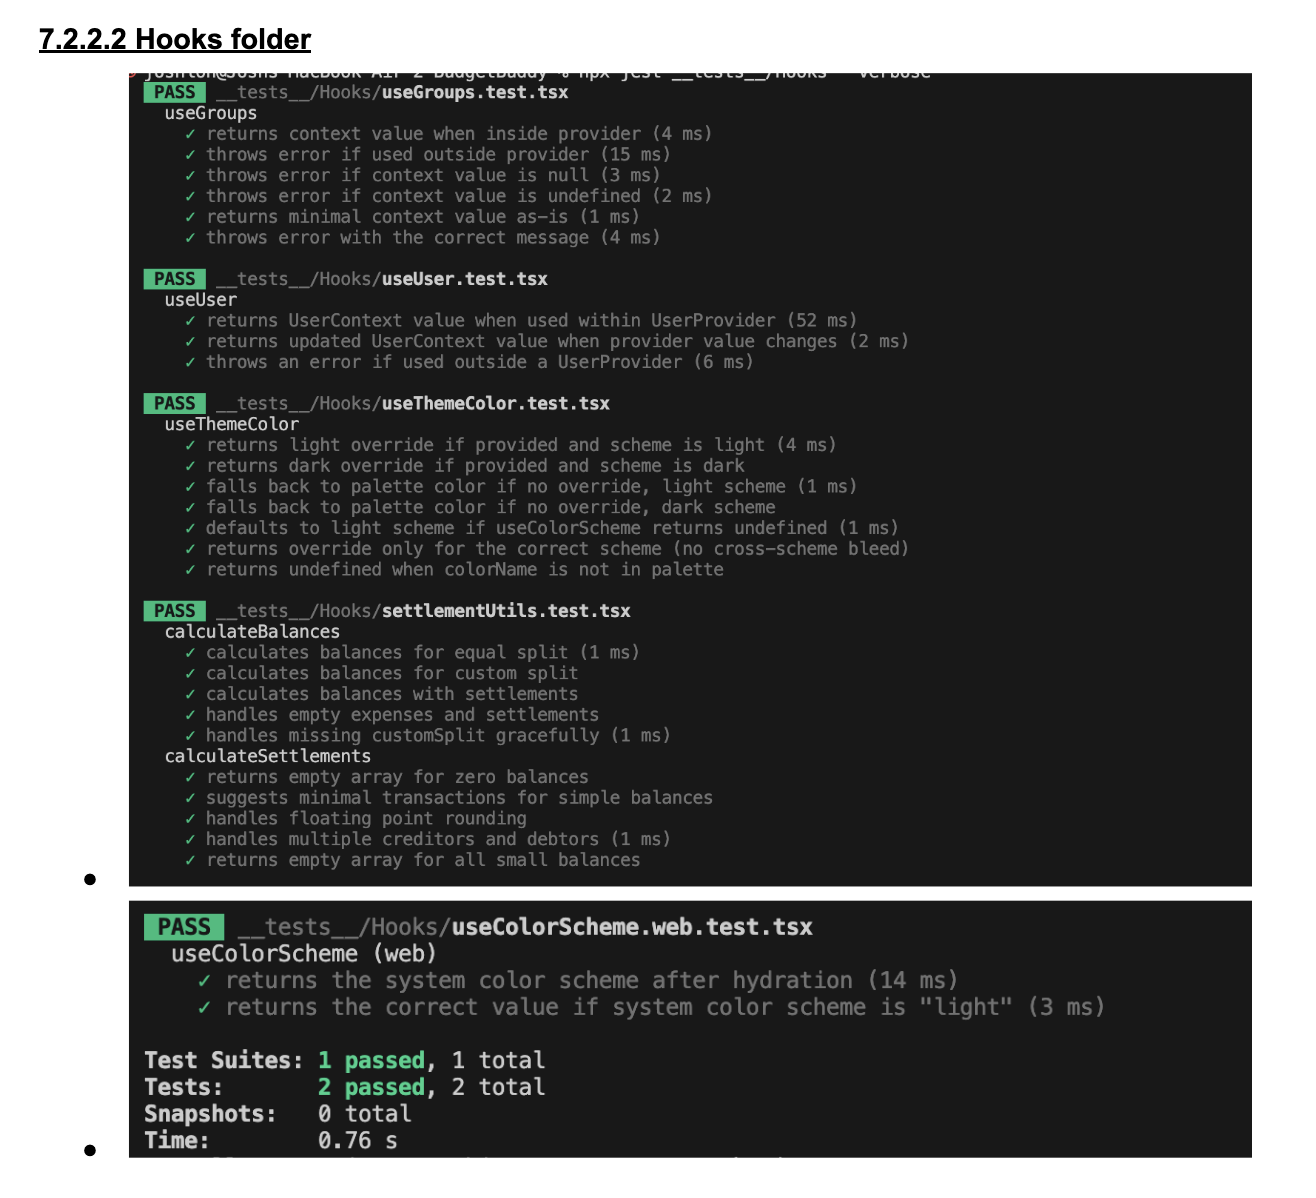 7.2.2.2 Hooks folder
joshlon@Joshs MacBook Air 2 BudgetBuddy % npx jest __tests__/Hooks --verbose
PASS __tests__/Hooks/useGroups.test.tsx
useGroups
✓ returns context value when inside provider (4 ms)
✓ throws error if used outside provider (15 ms)
✓ throws error if context value is null (3 ms)
✓ throws error if context value is undefined (2 ms)
✓ returns minimal context value as-is (1 ms)
✓ throws error with the correct message (4 ms)
PASS __tests__/Hooks/useUser.test.tsx
useUser
✓ returns UserContext value when used within UserProvider (52 ms)
✓ returns updated UserContext value when provider value changes (2 ms)
✓ throws an error if used outside a UserProvider (6 ms)
PASS __tests__/Hooks/useThemeColor.test.tsx
useThemeColor
✓ returns light override if provided and scheme is light (4 ms)
✓ returns dark override if provided and scheme is dark
✓ falls back to palette color if no override, light scheme (1 ms)
✓ falls back to palette color if no override, dark scheme
✓ defaults to light scheme if useColorScheme returns undefined (1 ms)
✓ returns override only for the correct scheme (no cross-scheme bleed)
✓ returns undefined when colorName is not in palette
PASS __tests__/Hooks/settlementUtils.test.tsx
calculateBalances
✓ calculates balances for equal split (1 ms)
✓ calculates balances for custom split
✓ calculates balances with settlements
✓ handles empty expenses and settlements
✓ handles missing customSplit gracefully (1 ms)
calculateSettlements
✓ returns empty array for zero balances
✓ suggests minimal transactions for simple balances
✓ handles floating point rounding
✓ handles multiple creditors and debtors (1 ms)
✓ returns empty array for all small balances
PASS __tests__/Hooks/useColorScheme.web.test.tsx
useColorScheme (web)
✓ returns the system color scheme after hydration (14 ms)
✓ returns the correct value if system color scheme is "light" (3 ms)
Test Suites: 1 passed, 1 total
Tests: 2 passed, 2 total
Snapshots: 0 total
Time: 0.76 s